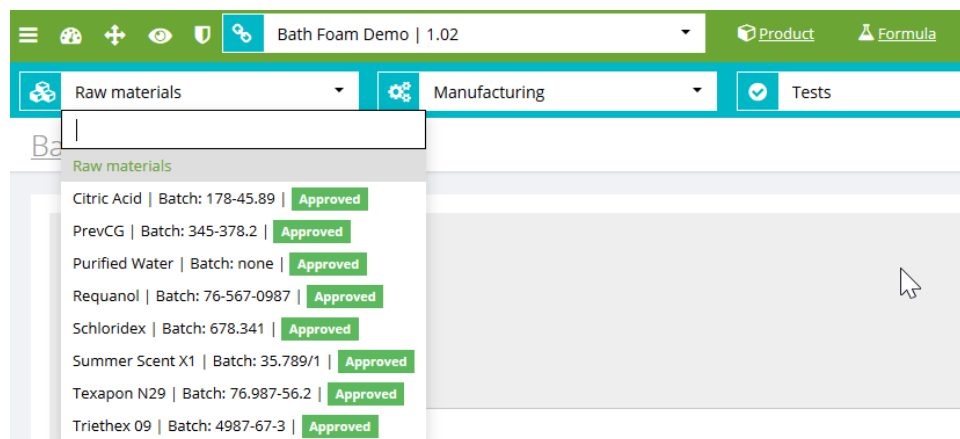 Bath Foam Demo | 1.02 Product Formula
Raw materials Manufacturing Tests
Ba
Raw materials
Citric Acid | Batch: 178-45.89 | Approved
PrevCG | Batch: 345-378.2 | Approved
Purified Water | Batch: none | Approved
Requanol | Batch: 76-567-0987 | Approved
Schloridex | Batch: 678.341 | Approved
Summer Scent X1 | Batch: 35.789/1 | Approved
Texapon N29 | Batch: 76.987-56.2 | Approved
Triethex 09 | Batch: 4987-67-3 | Approved